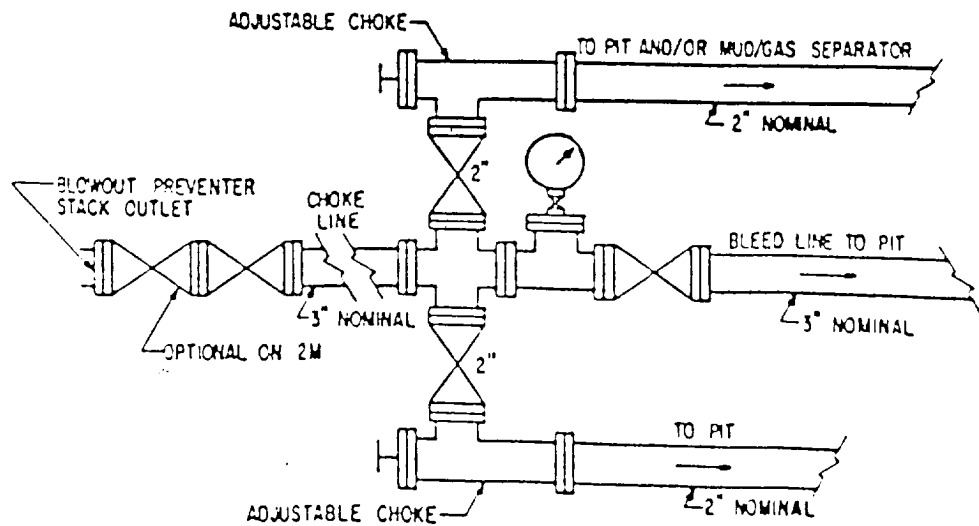 ADJUSTABLE CHOKE
TO PIT AND/OR MUD/GAS SEPARATOR
2" NOMINAL
2"
BLOWOUT PREVENTER
STACK OUTLET
CHOKE
LINE
BLEED LINE TO PIT
3" NOMINAL
3" NOMINAL
OPTIONAL ON 2M
2"
TO PIT
ADJUSTABLE CHOKE
2" NOMINAL